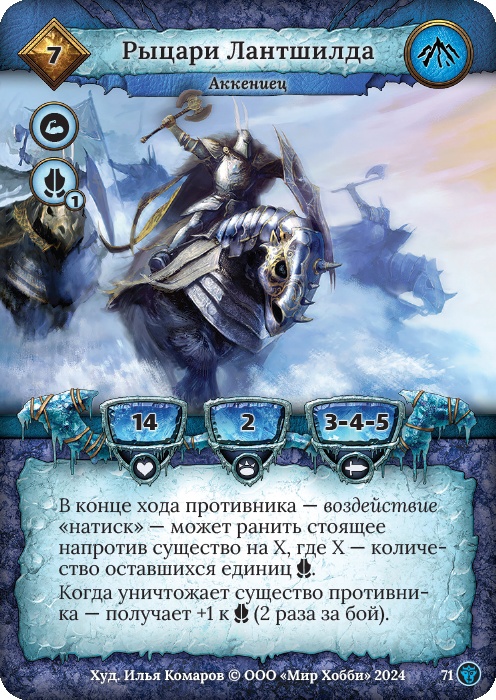 7
Рыцари Лантшилда
Аккениец
1
14
2
3-4-5
В конце хода противника — воздействие
«натиск» — может ранить стоящее
напротив существо на X, где X — количе-
ство оставшихся единиц .
Когда уничтожает существо противни-
ка — получает +1 к (2 раза за бой).
Худ. Илья Комаров © ООО «Мир Хобби» 2024
71